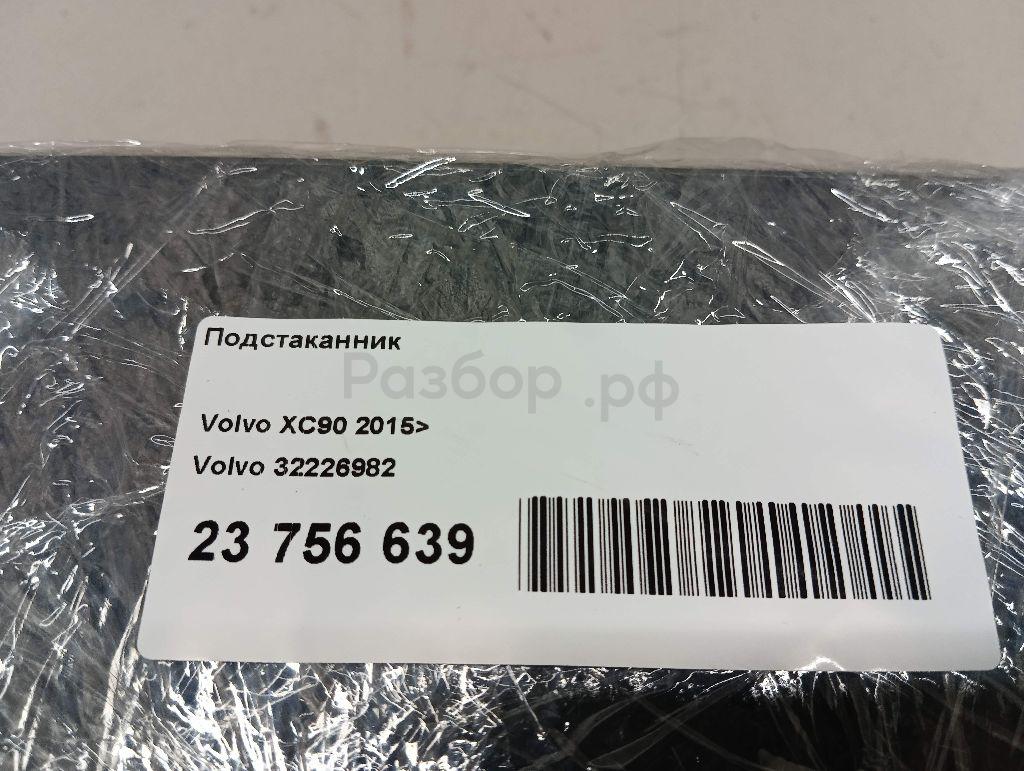 Подстаканник
Разбор.рф
Volvo XC90 2015>
Volvo 32226982
23 756 639